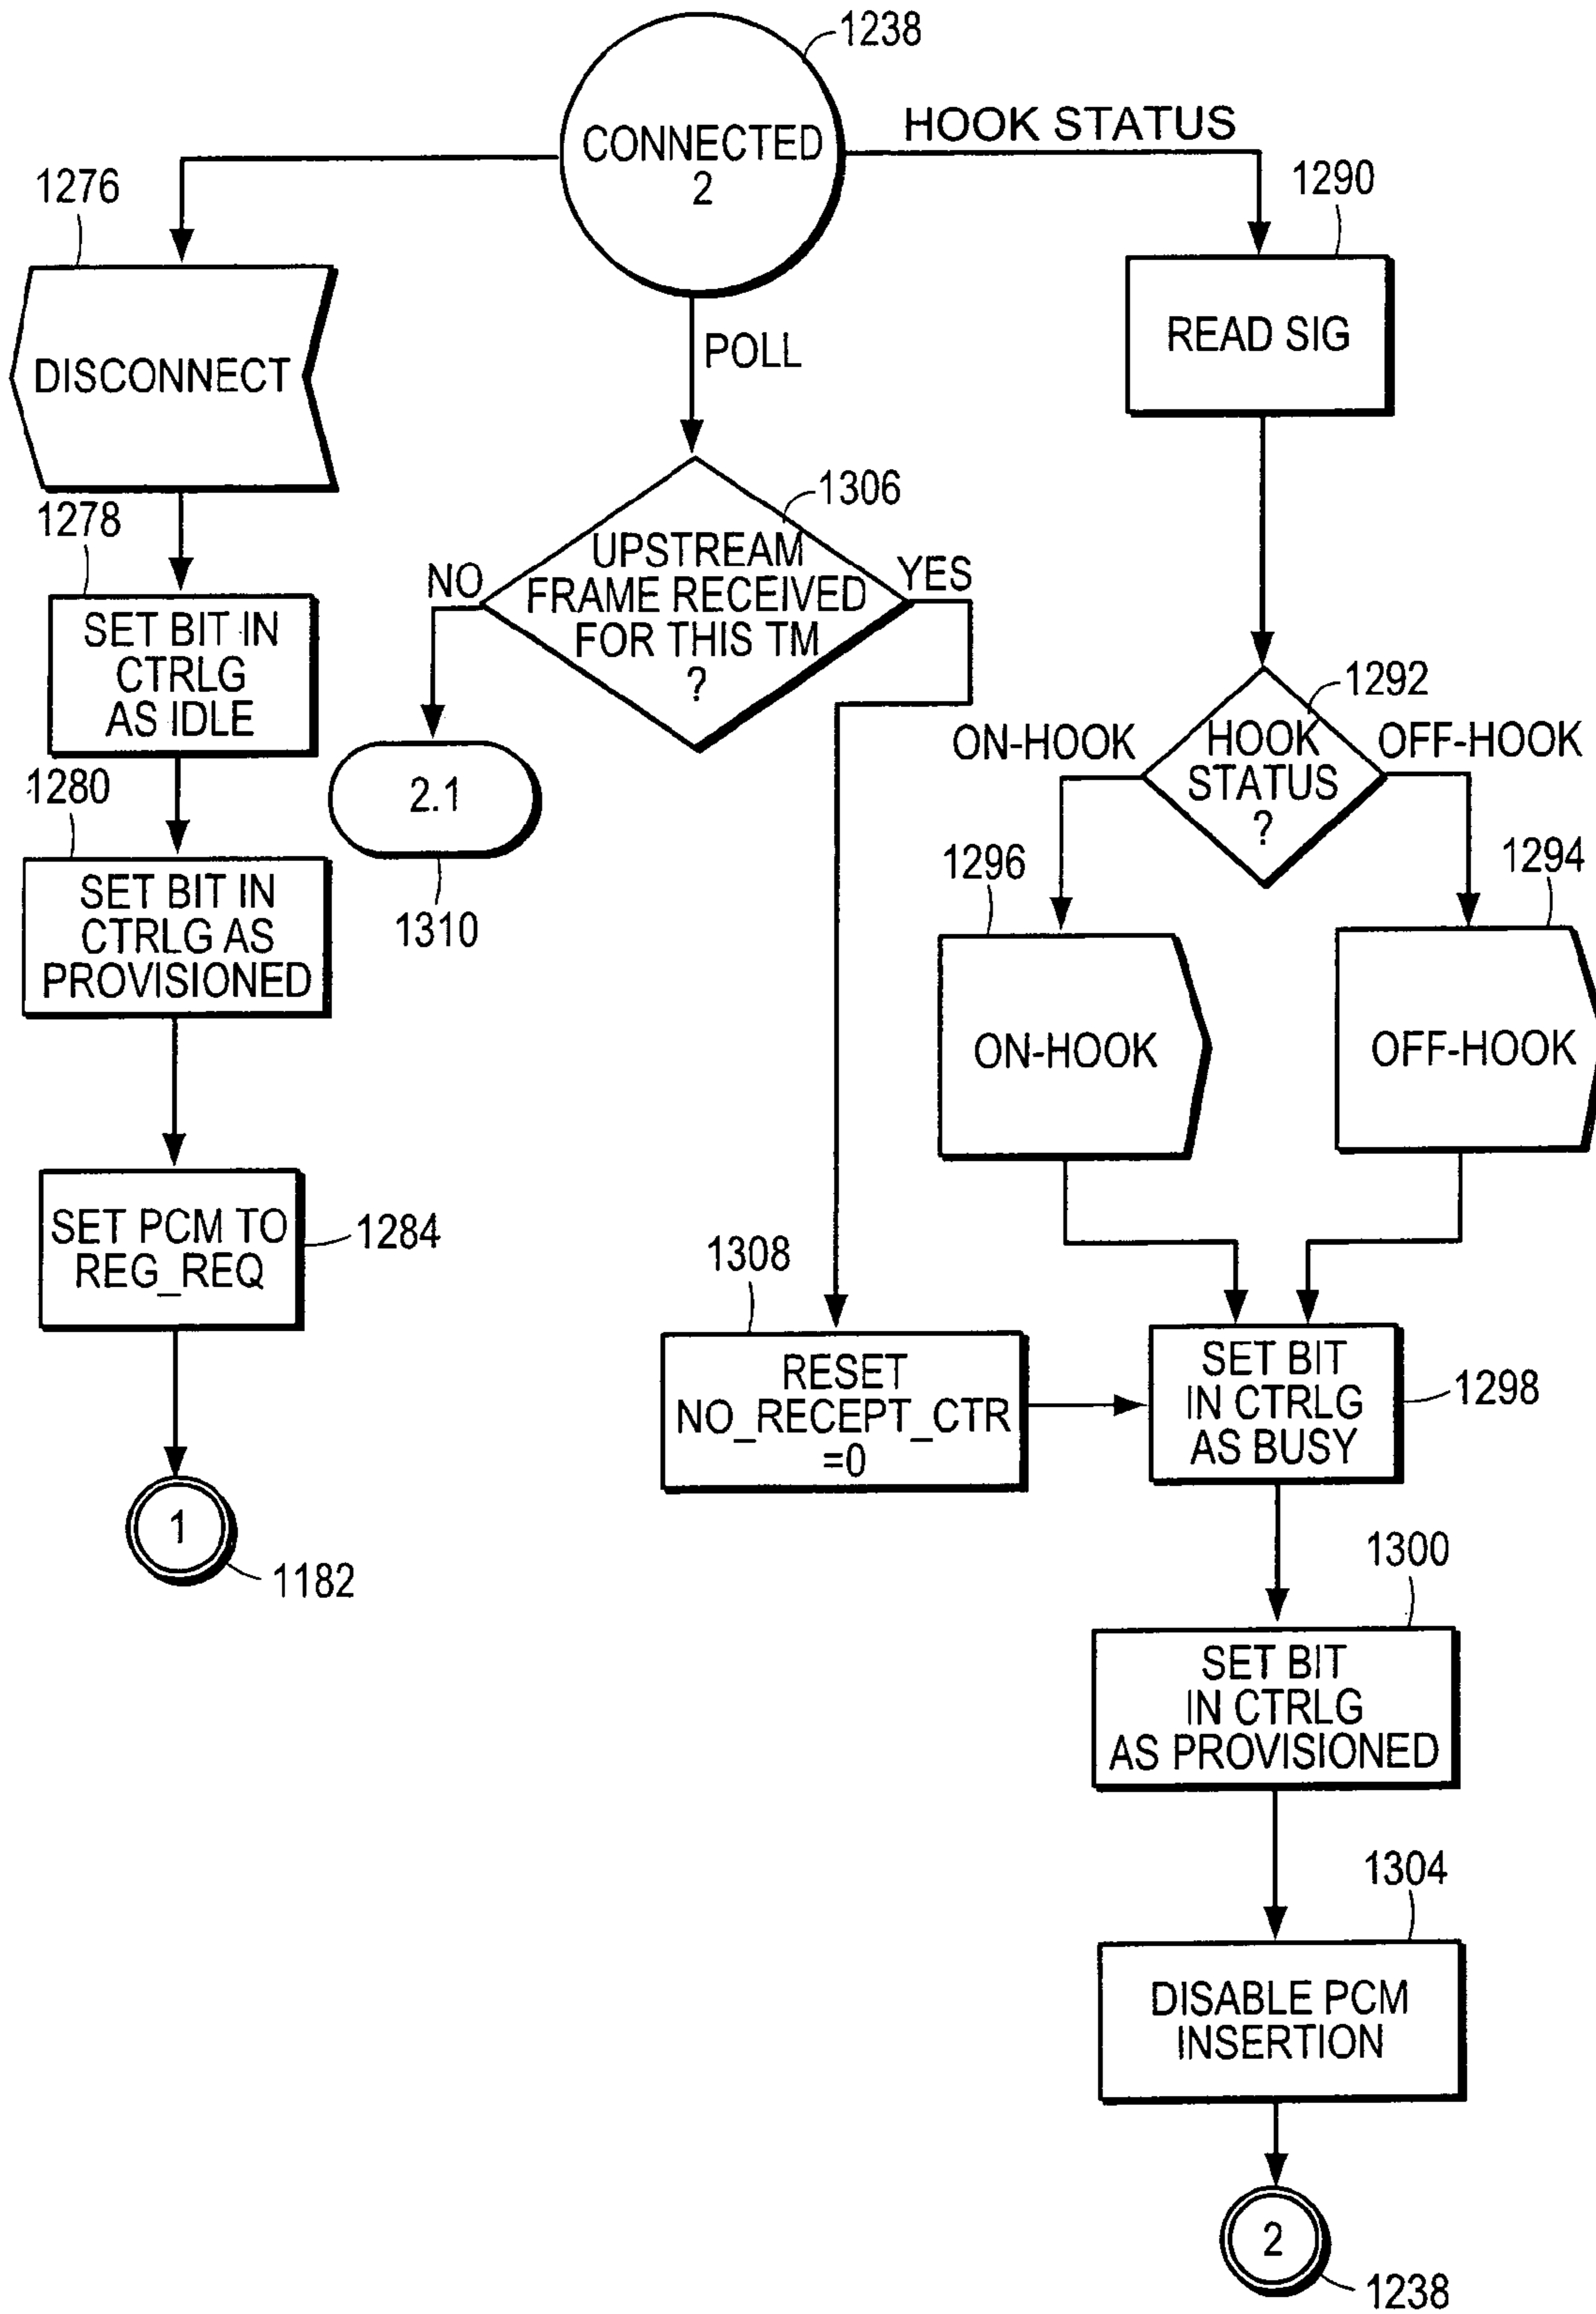 1238
CONNECTED
2
HOOK STATUS
1276
1290
DISCONNECT
POLL
READ SIG
1278
1306
SET BIT IN
CTRLG
AS IDLE
NO
UPSTREAM
FRAME RECEIVED
FOR THIS TM
?
YES
1292
ON-HOOK
HOOK
STATUS
?
OFF-HOOK
1280
2.1
1310
SET BIT IN
CTRLG AS
PROVISIONED
1296
1294
ON-HOOK
OFF-HOOK
SET PCM TO
REG_REQ
1284
1308
RESET
NO_RECEPT_CTR
=0
SET BIT
IN CTRLG
AS BUSY
1298
1
1182
1300
SET BIT
IN CTRLG
AS PROVISIONED
1304
DISABLE PCM
INSERTION
2
1238